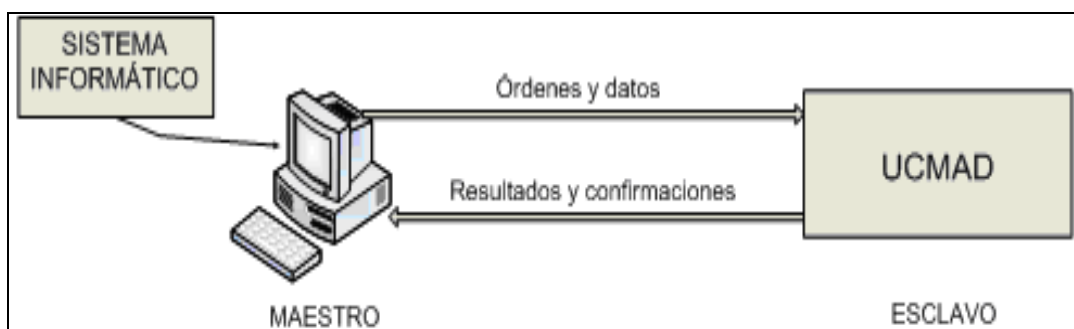 SISTEMA
INFORMÁTICO
Órdenes y datos
UCMAD
Resultados y confirmaciones
MAESTRO
ESCLAVO